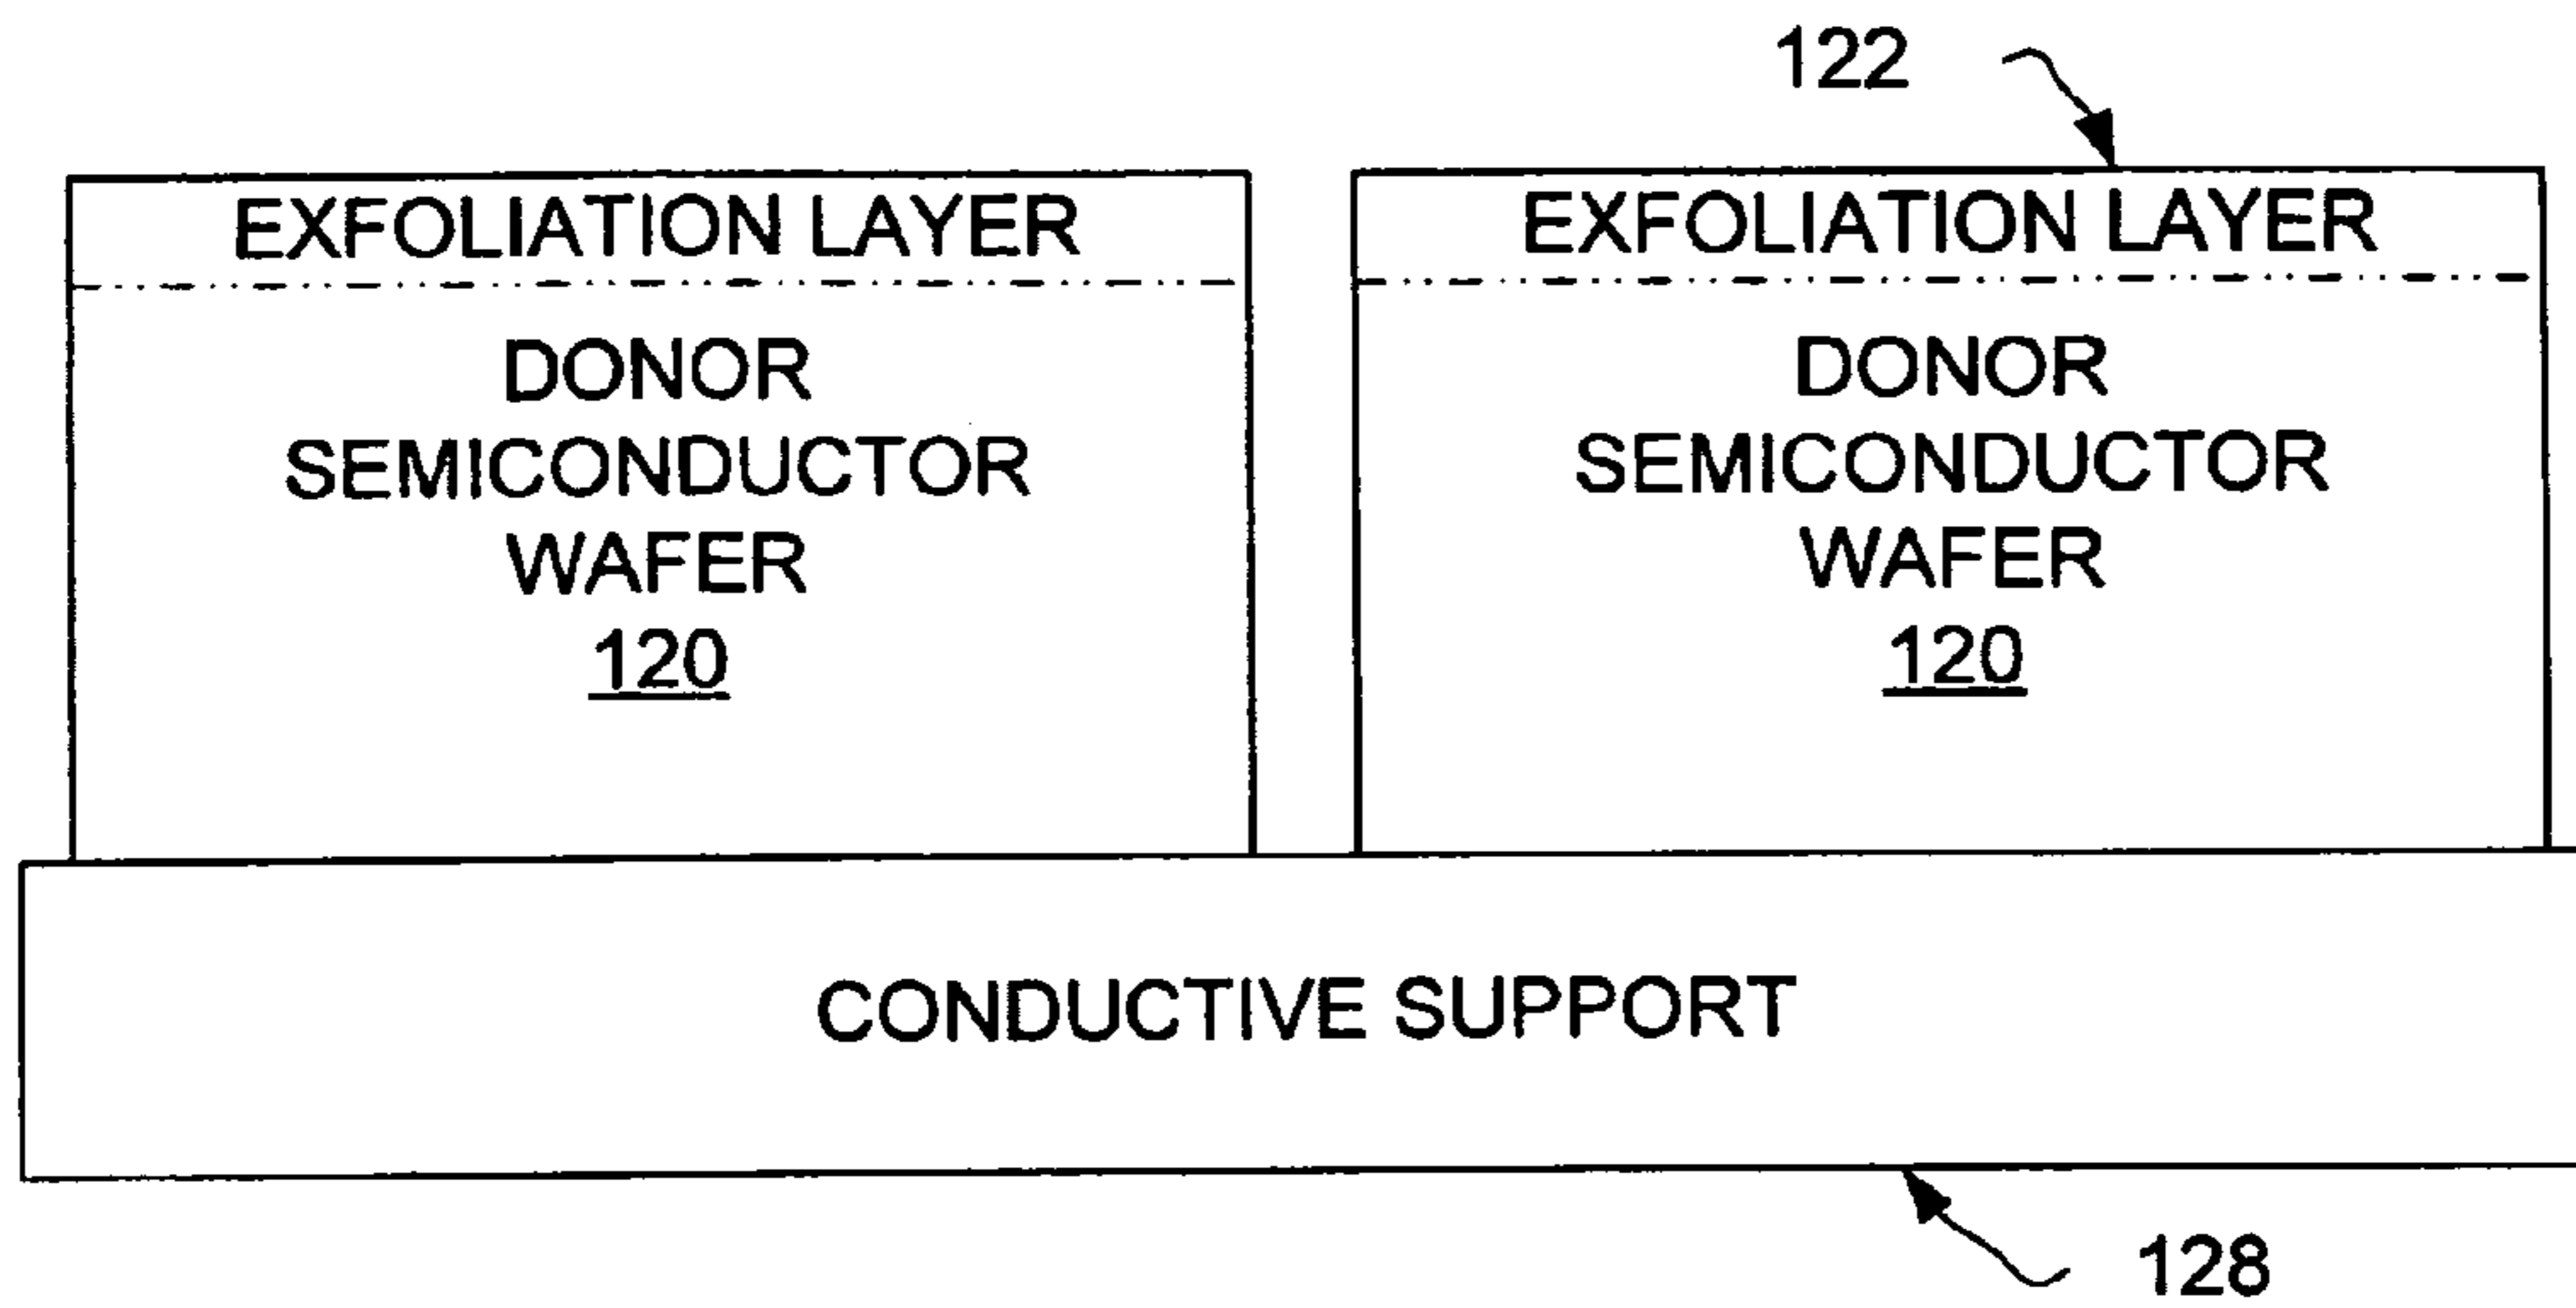 122
EXFOLIATION LAYER
DONOR
SEMICONDUCTOR
WAFER
120
EXFOLIATION LAYER
DONOR
SEMICONDUCTOR
WAFER
120
CONDUCTIVE SUPPORT
128